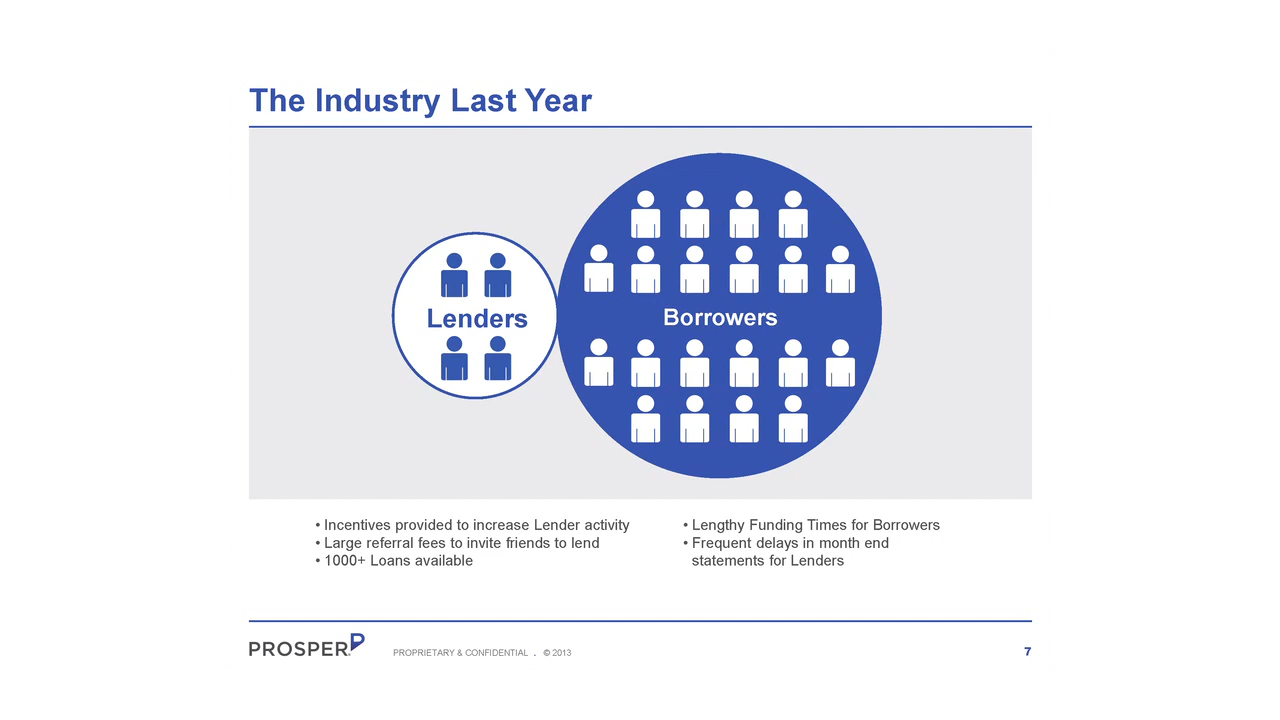 The Industry Last Year
Lenders
Borrowers
• Incentives provided to increase Lender activity
• Large referral fees to invite friends to lend
• 1000+ Loans available
• Lengthy Funding Times for Borrowers
• Frequent delays in month end
statements for Lenders
PROSPER
PROPRIETARY & CONFIDENTIAL . © 2013
7